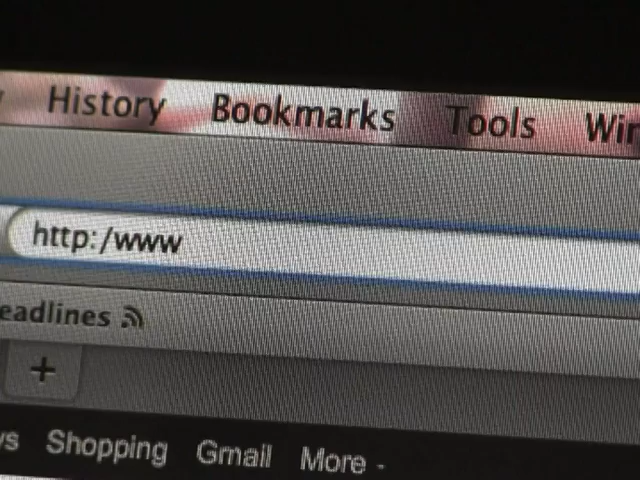 History Bookmarks Tools
http:/www
eadlines
+
Shopping Gmail More -